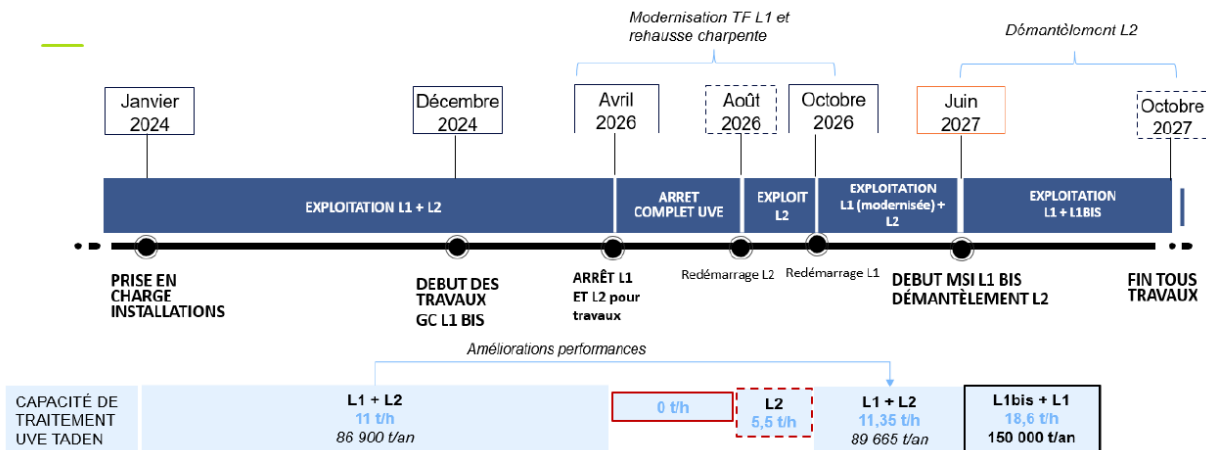 Modernisation TF L1 et
rehausse charpente
Démantèlement L2
Janvier
2024
Décembre
2024
Avril
2026
Août
2026
Octobre
2026
Juin
2027
Octobre
2027
EXPLOITATION L1 + L2
ARRET
COMPLET UVE
EXPLOIT
L2
EXPLOITATION
L1 (modernisée) +
L2
EXPLOITATION
L1 + L1BIS
PRISE EN
CHARGE
INSTALLATIONS
DEBUT DES
TRAVAUX
GC L1 BIS
ARRÊT L1
ET L2 pour
travaux
Redémarrage L2
Redémarrage L1
DEBUT MSI L1 BIS
DÉMANTÈLEMENT L2
FIN TOUS
TRAVAUX
Améliorations performances
CAPACITÉ DE
TRAITEMENT
UVE TADEN
L1 + L2
11 t/h
86 900 t/an
0 t/h
L2
5,5 t/h
L1 + L2
11,35 t/h
89 665 t/an
L1bis + L1
18,6 t/h
150 000 t/an